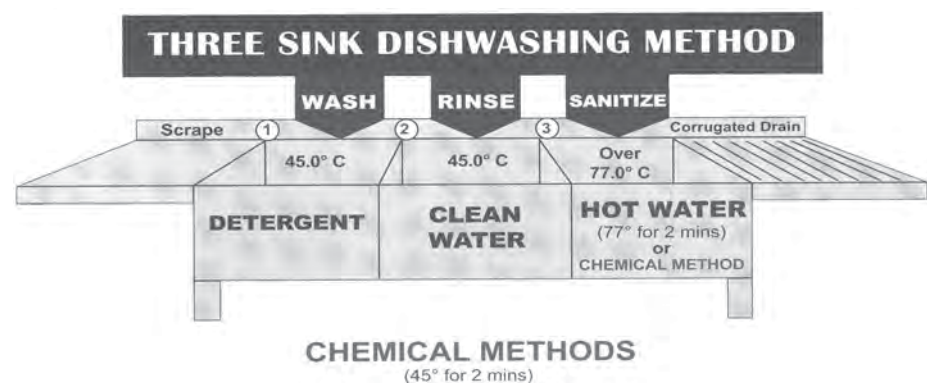 THREE SINK DISHWASHING METHOD
WASH
RINSE
SANITIZE
Scrape
1
2
3
Corrugated Drain
45.0° C
45.0° C
Over
77.0° C
DETERGENT
CLEAN
WATER
HOT WATER
(77° for 2 mins)
or
CHEMICAL METHOD
CHEMICAL METHODS
(45° for 2 mins)